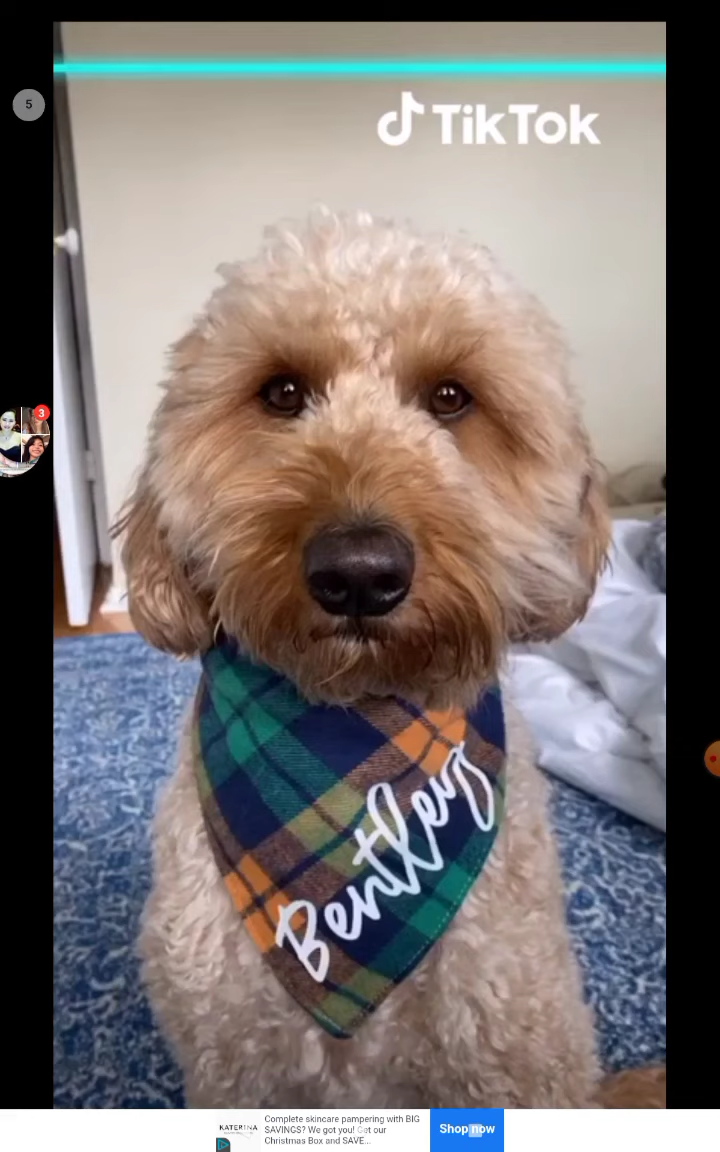 5
TikTok
3
Bentley
KATERINA
Complete skincare pampering with BIG
SAVINGS? We got you! Get our
Christmas Box and SAVE...
Shop now